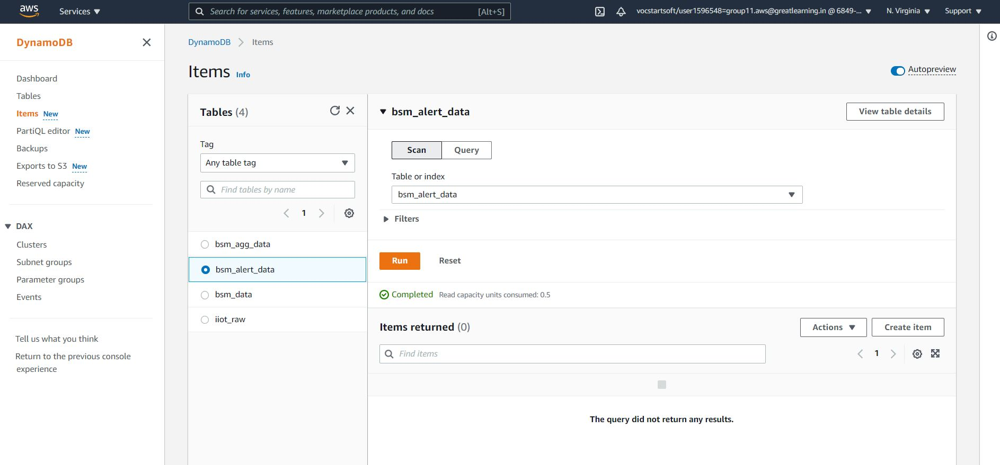 aws Services Search for services, features, marketplace products, and docs [Alt+S] vocstartsoft/user1596548=group11.aws@greatlearning.in @ 6849-... N. Virginia Support
DynamoDB
Dashboard
Tables
Items New
PartiQL editor New
Backups
Exports to S3 New
Reserved capacity
DAX
Clusters
Subnet groups
Parameter groups
Events
Tell us what you think
Return to the previous console
experience
DynamoDB Items
Items Info
Autopreview
Tables (4)
Tag
Any table tag
Find tables by name
1
bsm_agg_data
bsm_alert_data
bsm_data
iiot_raw
bsm_alert_data
View table details
Scan Query
Table or index
bsm_alert_data
Filters
Run Reset
Completed Read capacity units consumed: 0.5
Items returned (0)
Actions Create item
Find items
1
The query did not return any results.